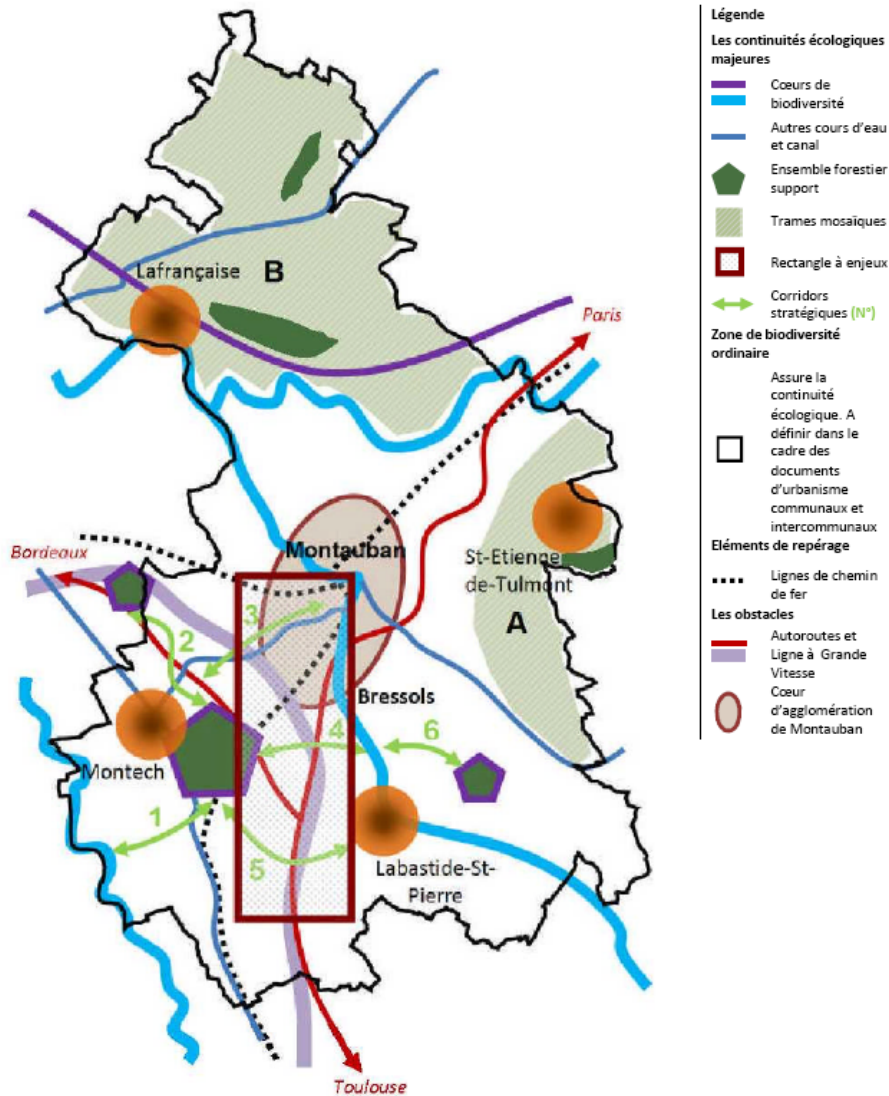 Lafrançaise
B
Paris
Montauban
Bordeaux
St-Etienne
de-Tulmont
A
3
2
Bressols
4
6
Montech
1
5
Labastide-St-
Pierre
Toulouse
Légende
Les continuités écologiques
majeures
Cœurs de
biodiversité
Autres cours d'eau
et canal
Ensemble forestier
support
Trames mosaïques
Rectangle à enjeux
Corridors
stratégiques (N°)
Zone de biodiversité
ordinaire
Assure la
continuité
écologique. A
définir dans le
cadre des
documents
d'urbanisme
communaux et
intercommunaux
Eléments de repérage
Lignes de chemin
de fer
Les obstacles
Autoroutes et
Ligne à Grande
Vitesse
Cœur
d'agglomération
de Montauban